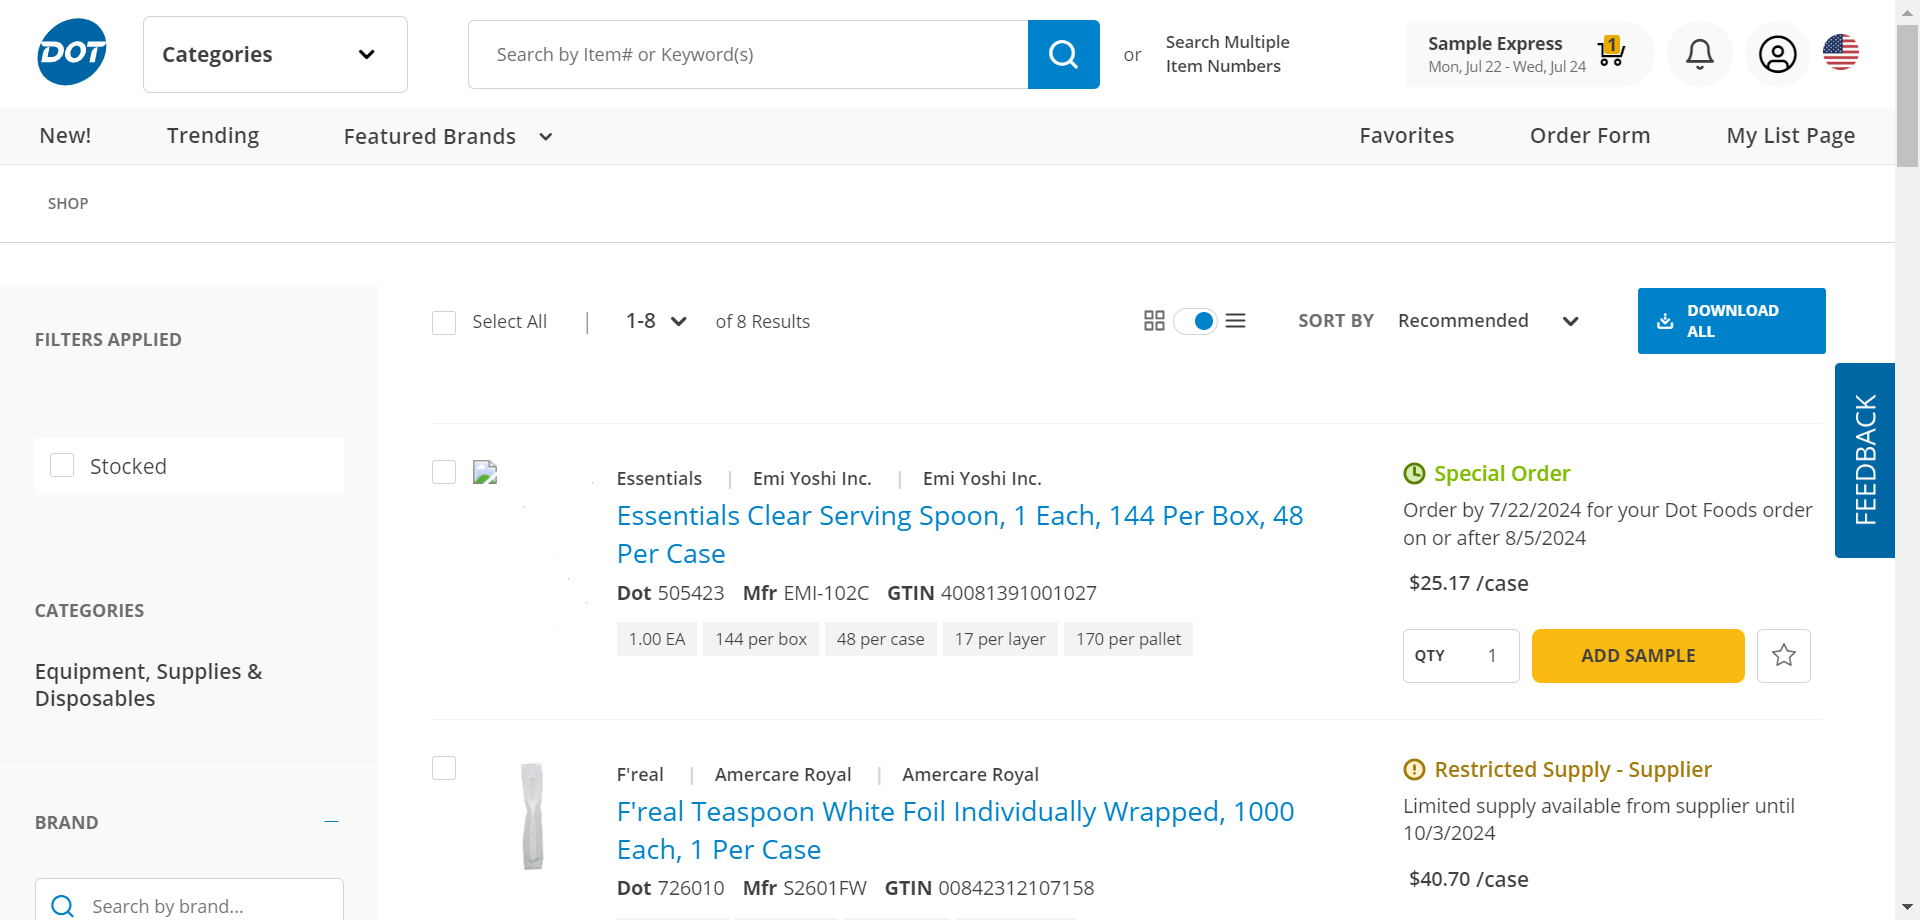 DOT
Categories
Search by Item# or Keyword(s)
or
Search Multiple
Item Numbers
Sample Express
Mon, Jul 22 - Wed, Jul 24
1
New!
Trending
Featured Brands
Favorites
Order Form
My List Page
SHOP
FILTERS APPLIED
Stocked
CATEGORIES
Equipment, Supplies &
Disposables
BRAND
Search by brand...
Select All
1-8
of 8 Results
SORT BY
Recommended
DOWNLOAD
ALL
FEEDBACK
Essentials | Emi Yoshi Inc. | Emi Yoshi Inc.
Essentials Clear Serving Spoon, 1 Each, 144 Per Box, 48
Per Case
Dot 505423 Mfr EMI-102C GTIN 40081391001027
1.00 EA 144 per box 48 per case 17 per layer 170 per pallet
Special Order
Order by 7/22/2024 for your Dot Foods order
on or after 8/5/2024
$25.17 /case
QTY 1
ADD SAMPLE
F'real | Amercare Royal | Amercare Royal
F'real Teaspoon White Foil Individually Wrapped, 1000
Each, 1 Per Case
Dot 726010 Mfr S2601FW GTIN 00842312107158
Restricted Supply - Supplier
Limited supply available from supplier until
10/3/2024
$40.70 /case